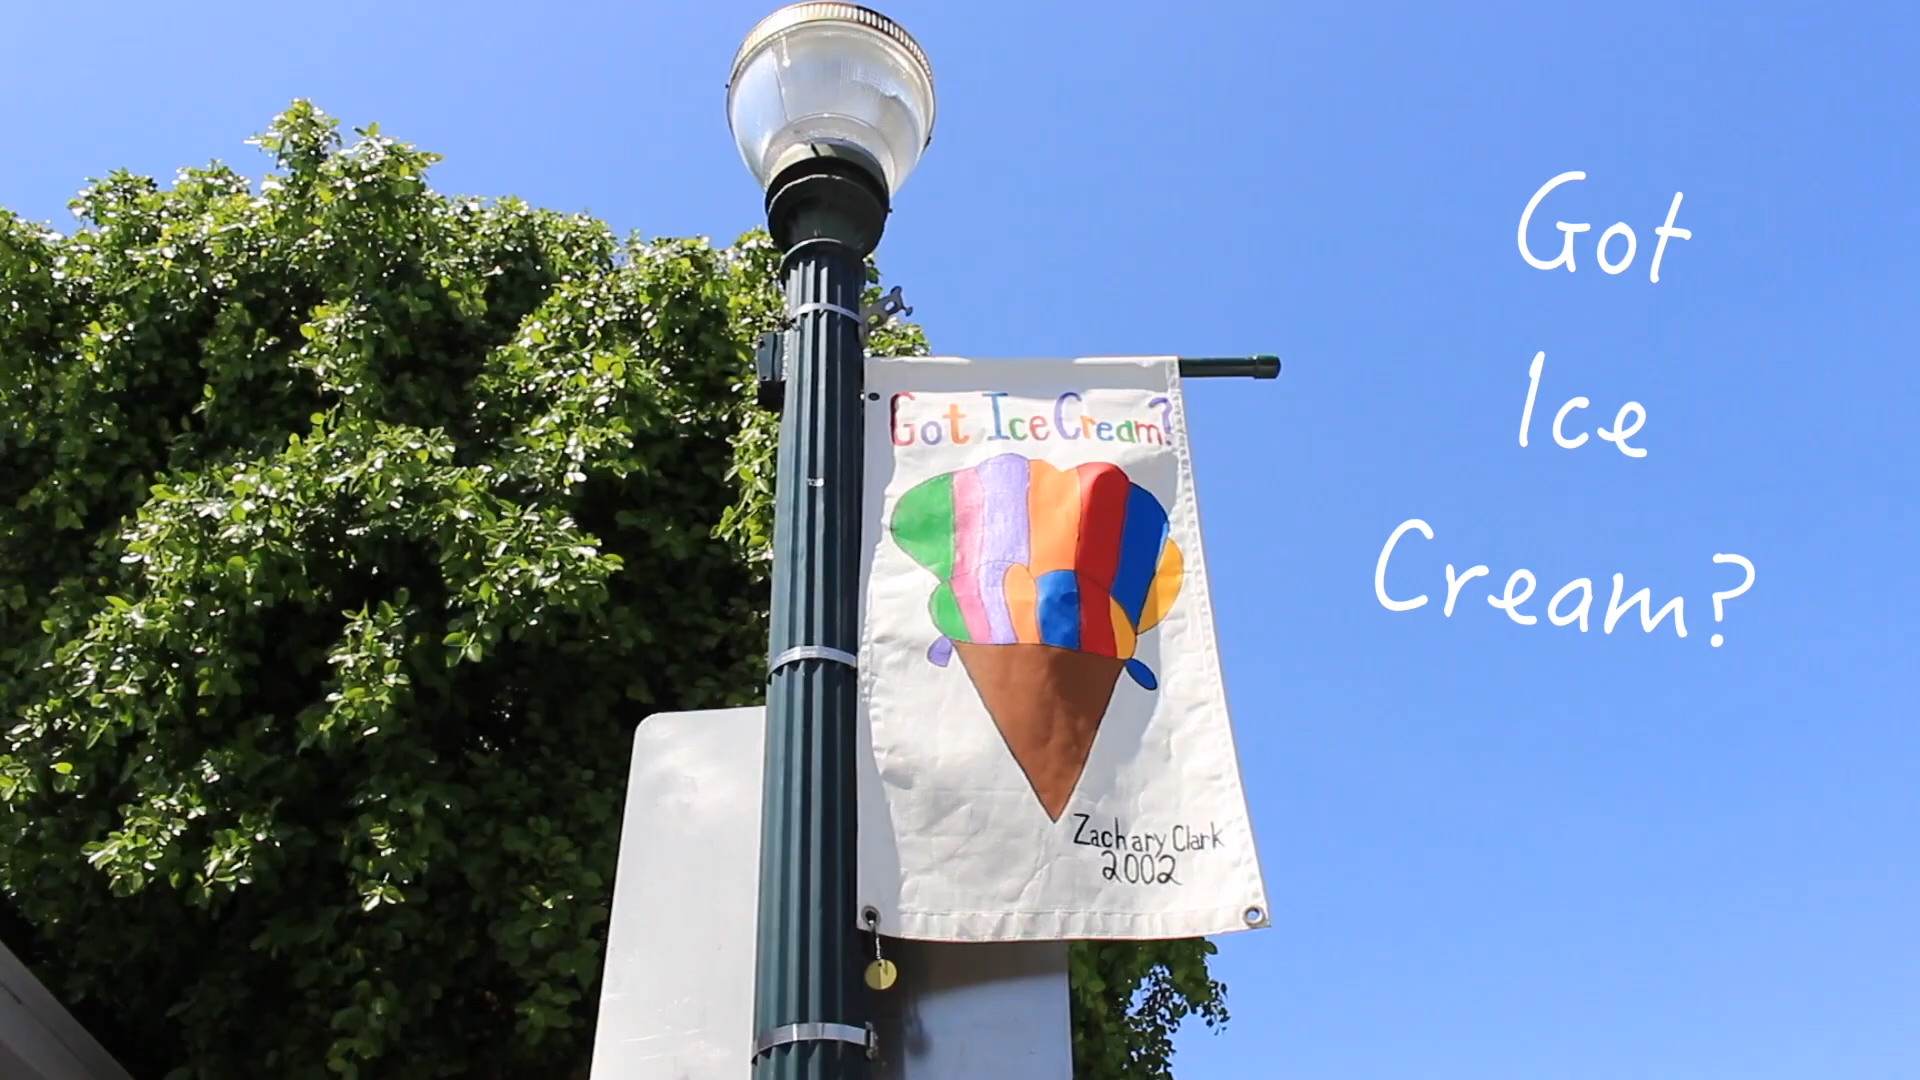 Got Ice Cream?
Zachary Clark
2002
Got
Ice
Cream?